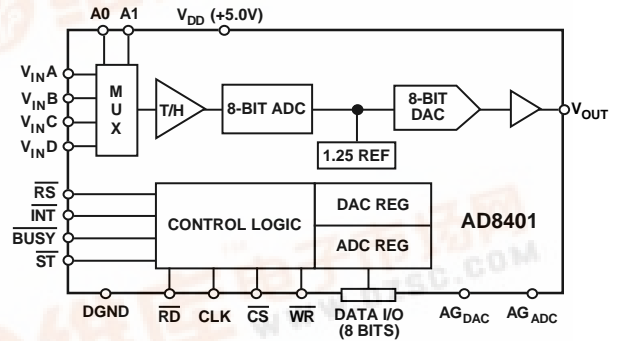 A0 A1 VDD (+5.0V)
VINA
VINB
VINC
VIND
MUX
T/H
8-BIT ADC
8-BIT
DAC
VOUT
1.25 REF
RS
INT
BUSY
ST
CONTROL LOGIC
DAC REG
ADC REG
AD8401
DGND RD CLK CS WR DATA I/O
(8 BITS)
AGDAC AGADC